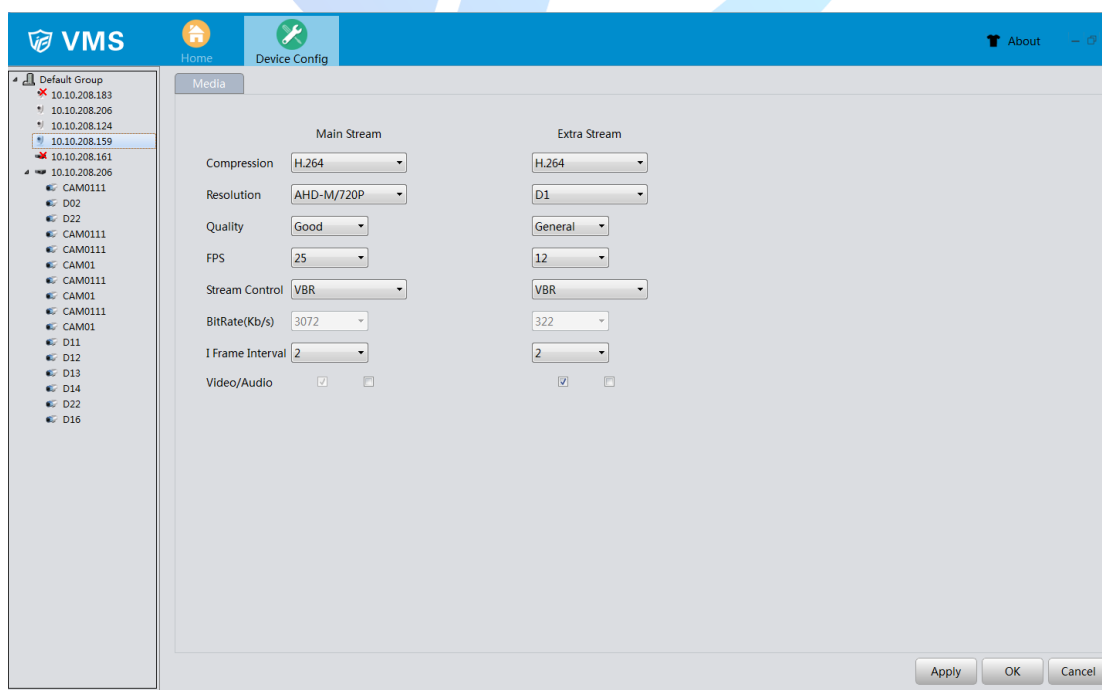 VMS
Home
Device Config
About
Default Group
10.10.208.183
10.10.208.206
10.10.208.124
10.10.208.159
10.10.208.161
10.10.208.206
CAM0111
D02
D22
CAM0111
CAM0111
CAM01
CAM0111
CAM01
CAM0111
CAM01
D11
D12
D13
D14
D22
D16
Media
Main Stream Extra Stream
Compression H.264 H.264
Resolution AHD-M/720P D1
Quality Good General
FPS 25 12
Stream Control VBR VBR
BitRate(Kb/s) 3072 322
I Frame Interval 2 2
Video/Audio
Apply OK Cancel